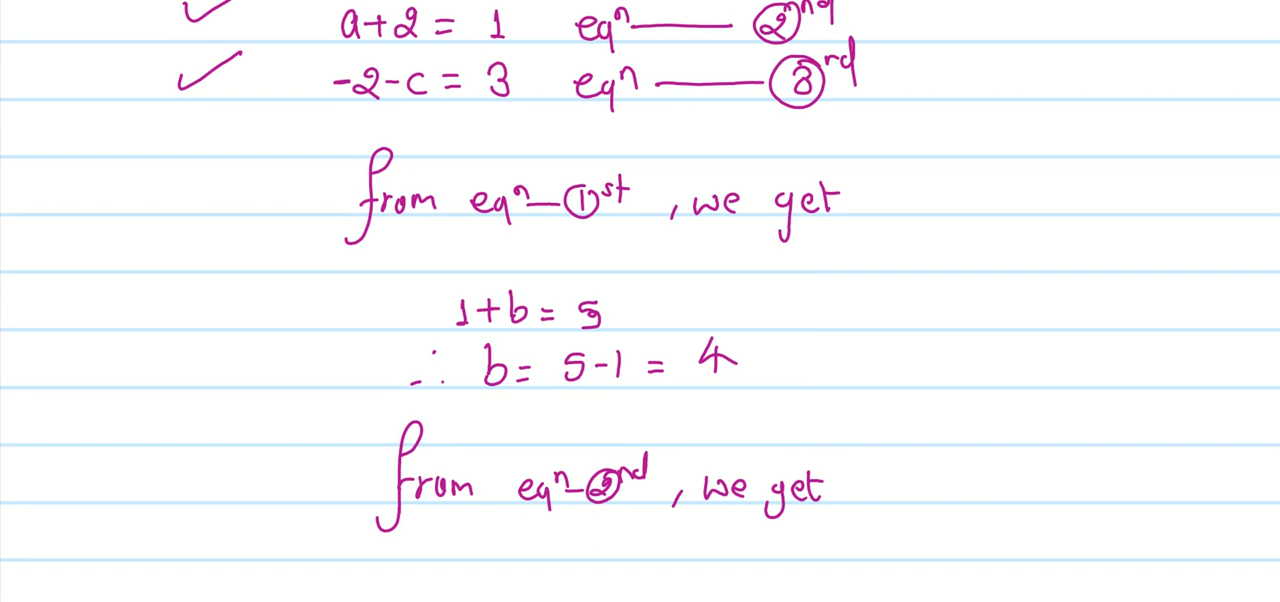 a+2 = 1 eqⁿ —— ②ⁿᵈ
-2-c = 3 eqⁿ —— ③ʳᵈ
from eqⁿ—①ˢᵗ, we get
1+b = 5
∴ b = 5-1 = 4
from eqⁿ—②ⁿᵈ, we get